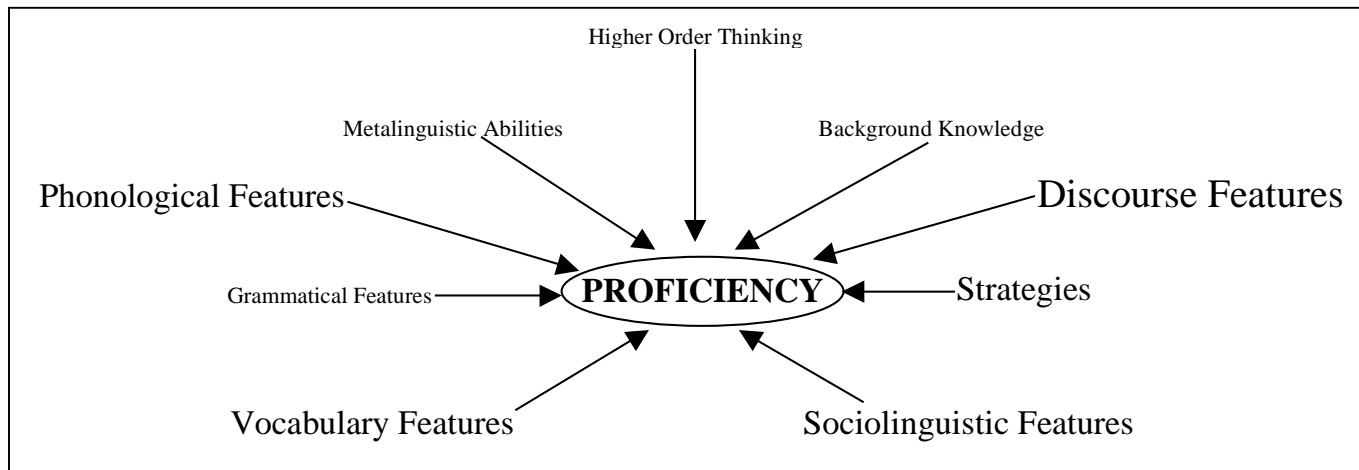 Higher Order Thinking
Metalinguistic Abilities
Background Knowledge
Phonological Features
Discourse Features
Grammatical Features
PROFICIENCY
Strategies
Vocabulary Features
Sociolinguistic Features